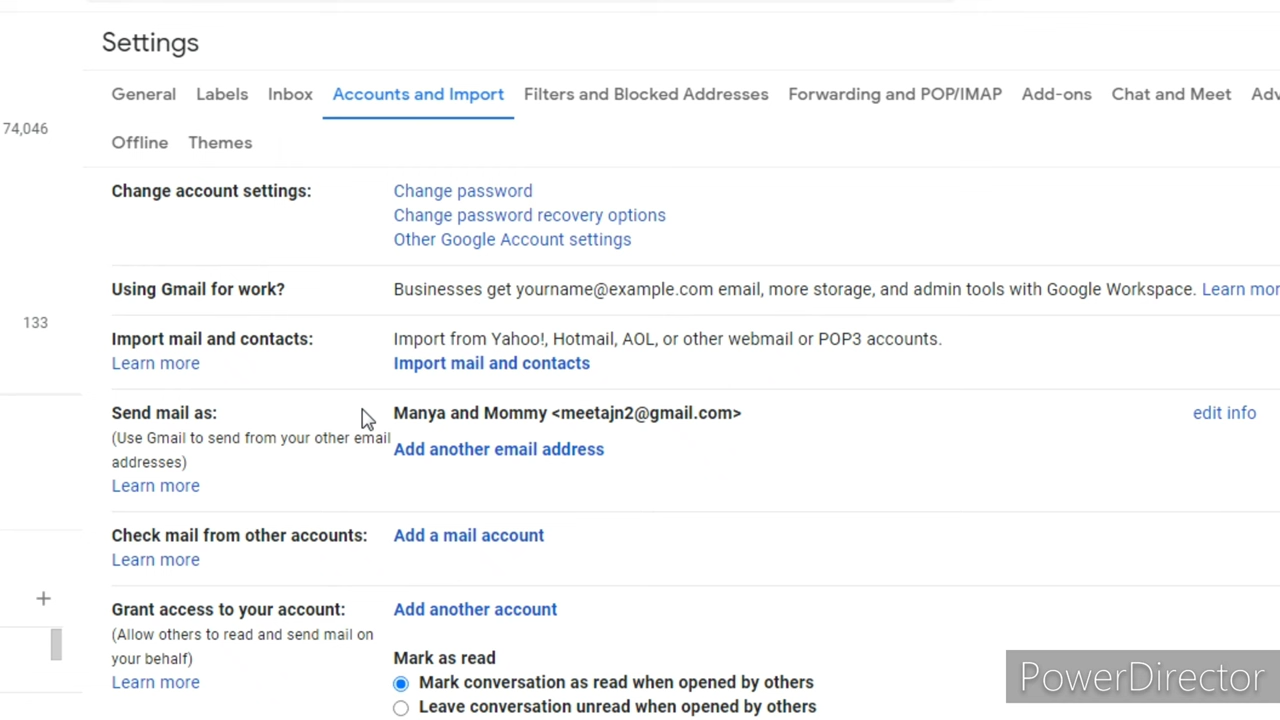 Settings
General Labels Inbox Accounts and Import Filters and Blocked Addresses Forwarding and POP/IMAP Add-ons Chat and Meet Adv
74,046
Offline Themes
Change account settings: Change password
Change password recovery options
Other Google Account settings
Using Gmail for work? Businesses get yourname@example.com email, more storage, and admin tools with Google Workspace. Learn mor
133
Import mail and contacts: Import from Yahoo!, Hotmail, AOL, or other webmail or POP3 accounts.
Learn more Import mail and contacts
Send mail as: Manya and Mommy <meetajn2@gmail.com> edit info
(Use Gmail to send from your other email
addresses)
Add another email address
Learn more
Check mail from other accounts: Add a mail account
Learn more
Grant access to your account: Add another account
(Allow others to read and send mail on
your behalf)
Learn more
Mark as read
Mark conversation as read when opened by others
Leave conversation unread when opened by others
PowerDirector